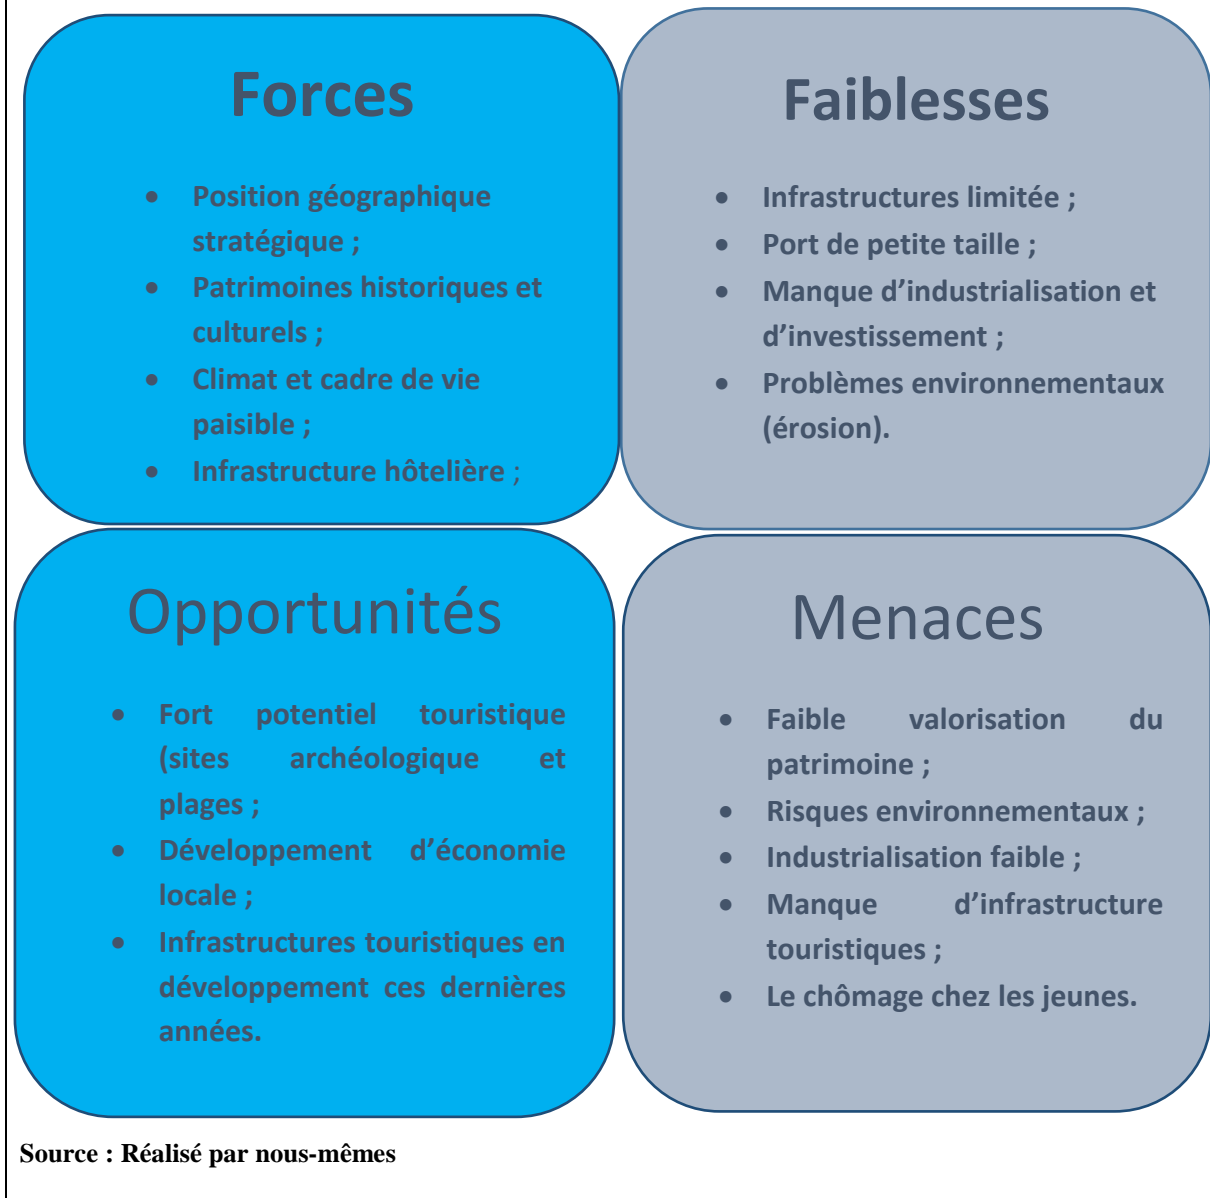 Forces
• Position géographique
stratégique ;
• Patrimoines historiques et
culturels ;
• Climat et cadre de vie
paisible ;
• Infrastructure hôtelière ;
Faiblesses
• Infrastructures limitée ;
• Port de petite taille ;
• Manque d’industrialisation et
d’investissement ;
• Problèmes environnementaux
(érosion).
Opportunités
• Fort potentiel touristique
(sites archéologique et
plages ;
• Développement d’économie
locale ;
• Infrastructures touristiques en
développement ces dernières
années.
Menaces
• Faible valorisation du
patrimoine ;
• Risques environnementaux ;
• Industrialisation faible ;
• Manque d’infrastructure
touristiques ;
• Le chômage chez les jeunes.
Source : Réalisé par nous-mêmes